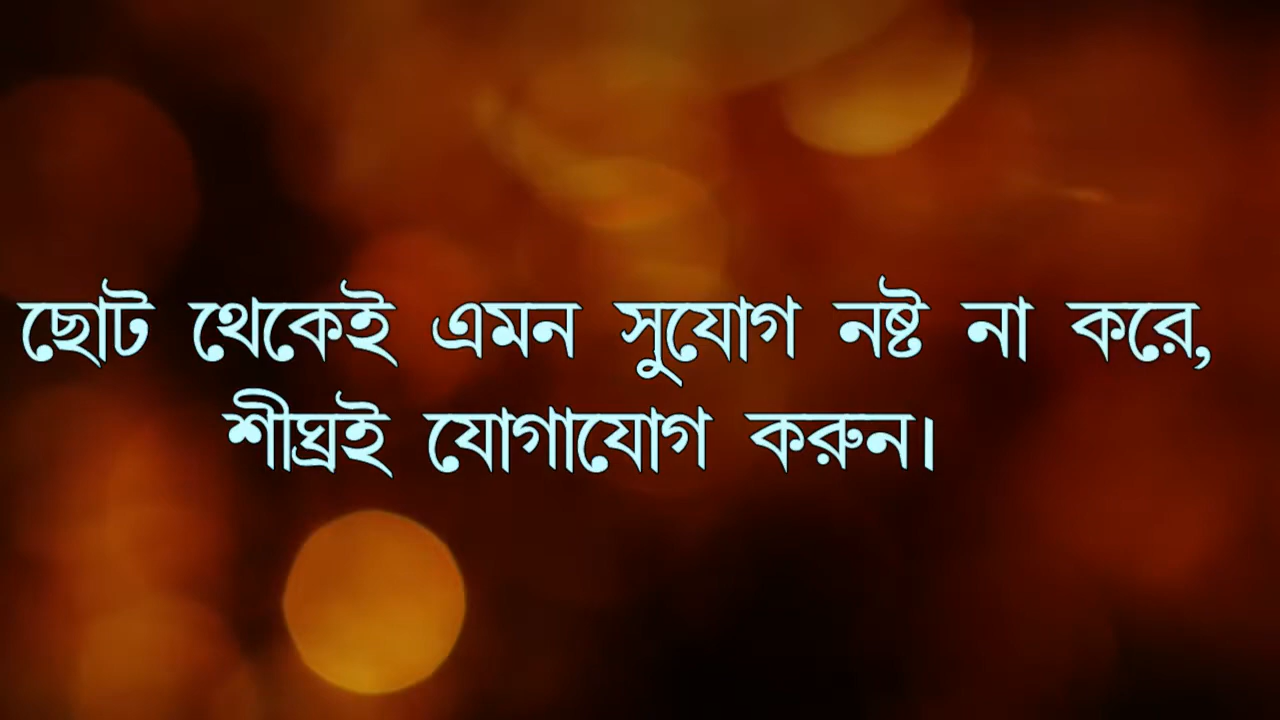 ছোট থেকেই এমন সুযোগ নষ্ট না করে,
শীঘ্রই যোগাযোগ করুন।